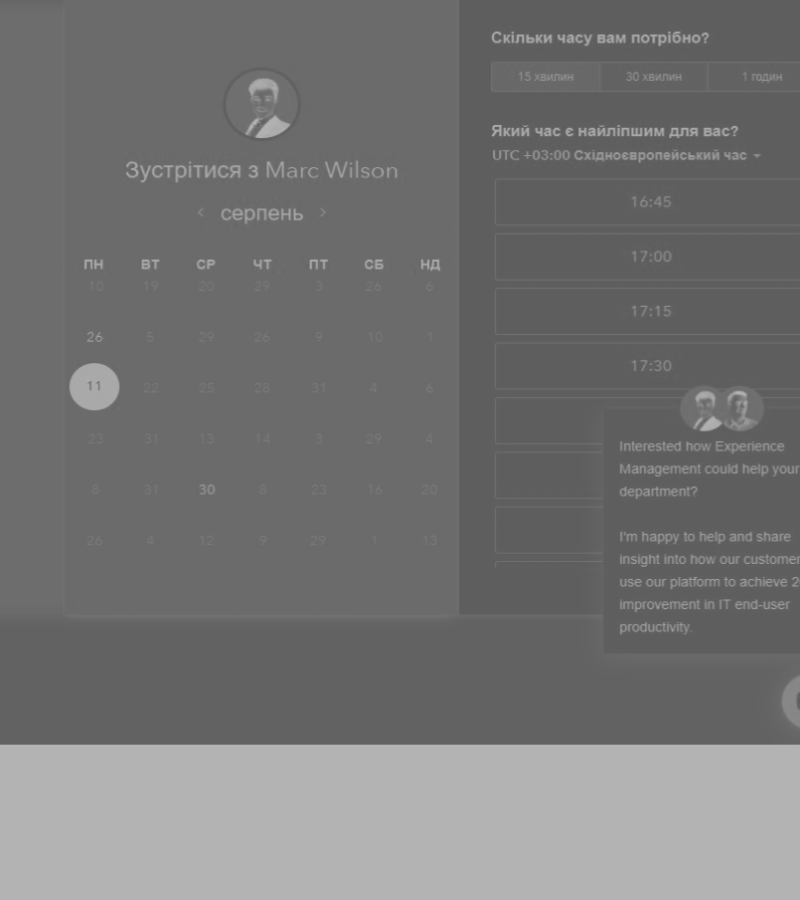 Зустрітися з Marc Wilson
серпень
ПН ВТ СР ЧТ ПТ СБ НД
10 19 20 29 3 26 6
26 5 29 26 9 10 1
11 22 25 28 31 4 6
23 31 13 14 3 29 4
8 31 30 8 23 16 20
26 4 12 9 29 1 13
Скільки часу вам потрібно?
15 хвилин 30 хвилин 1 годин
Який час є найліпшим для вас?
UTC +03:00 Східноєвропейський час
16:45
17:00
17:15
17:30
Interested how Experience
Management could help your
department?
I'm happy to help and share
insight into how our customer
use our platform to achieve 2
improvement in IT end-user
productivity.